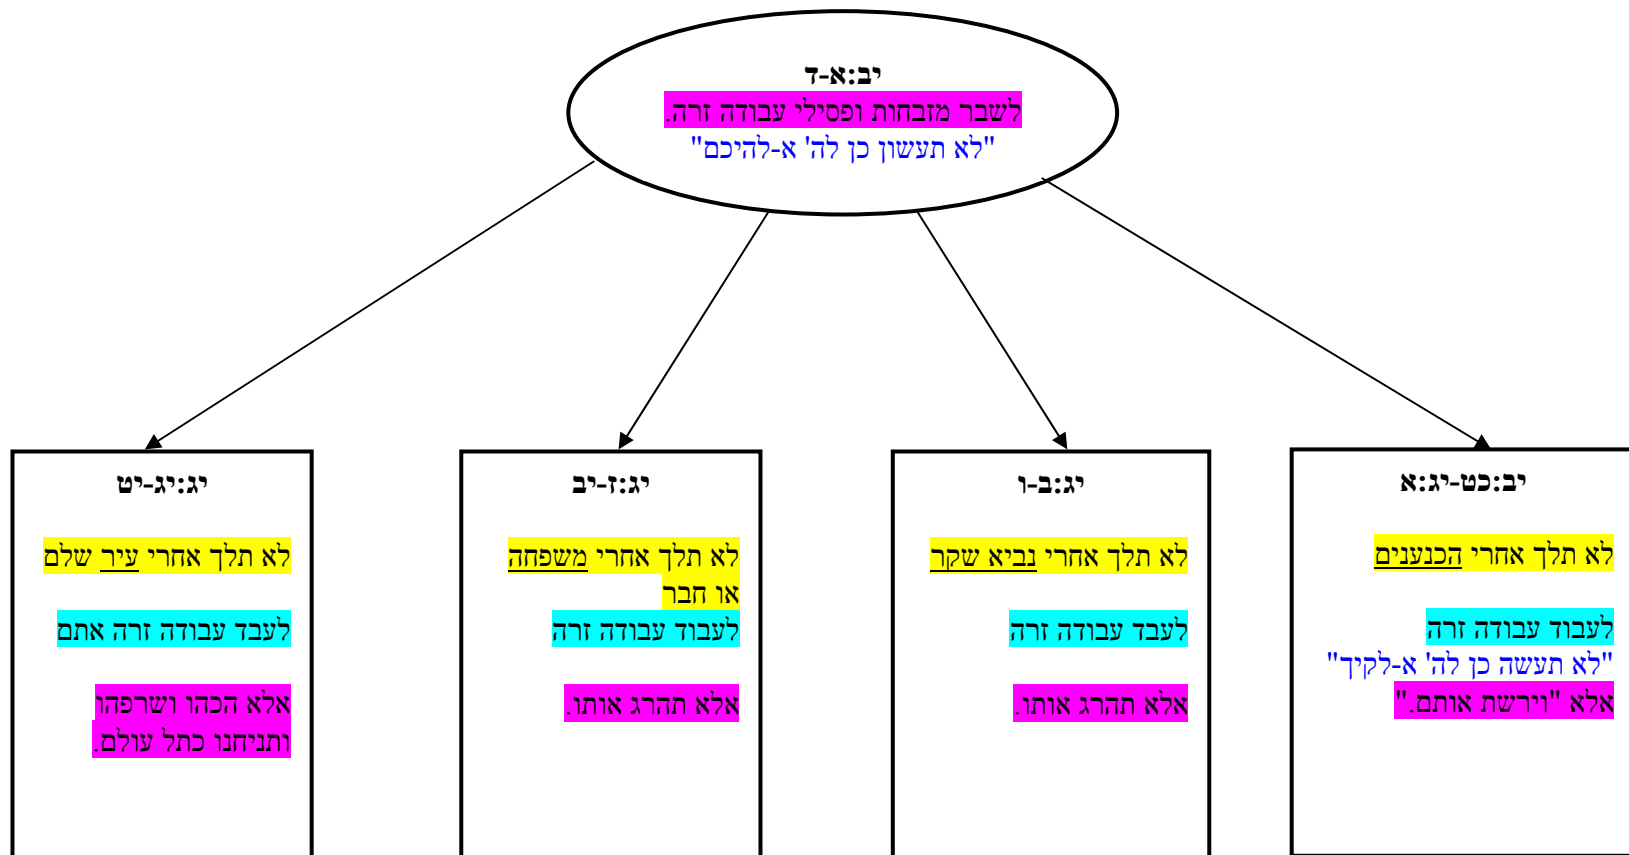 יב:א-ד
לשבר מזבחות ופסילי עבודה זרה.
"לא תעשון כן לה' א-להיכם"
יב:כט-יג:א
לא תלך אחרי הכנענים
לעבוד עבודה זרה
"לא תעשה כן לה' א-לקיך"
אלא "וירשת אותם."
יג:ב-ו
לא תלך אחרי נביא שקר
לעבד עבודה זרה
אלא תהרג אותו.
יג:ז-יב
לא תלך אחרי משפחה
או חבר
לעבוד עבודה זרה
אלא תהרג אותו.
יג:יג-יט
לא תלך אחרי עיר שלם
לעבד עבודה זרה אתם
אלא הכהו ושרפהו
ותניחנו כתל עולם.